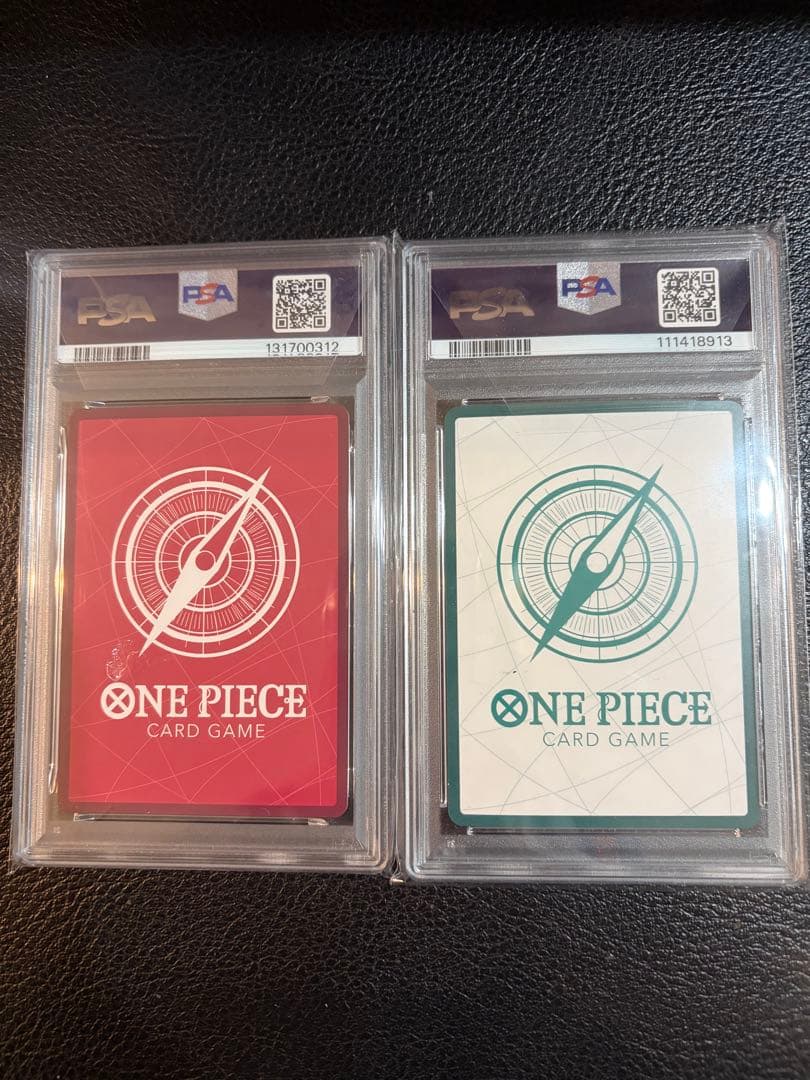 PSA
PSA
131700312
ONE PIECE
CARD GAME
PSA
PSA
111418913
ONE PIECE
CARD GAME